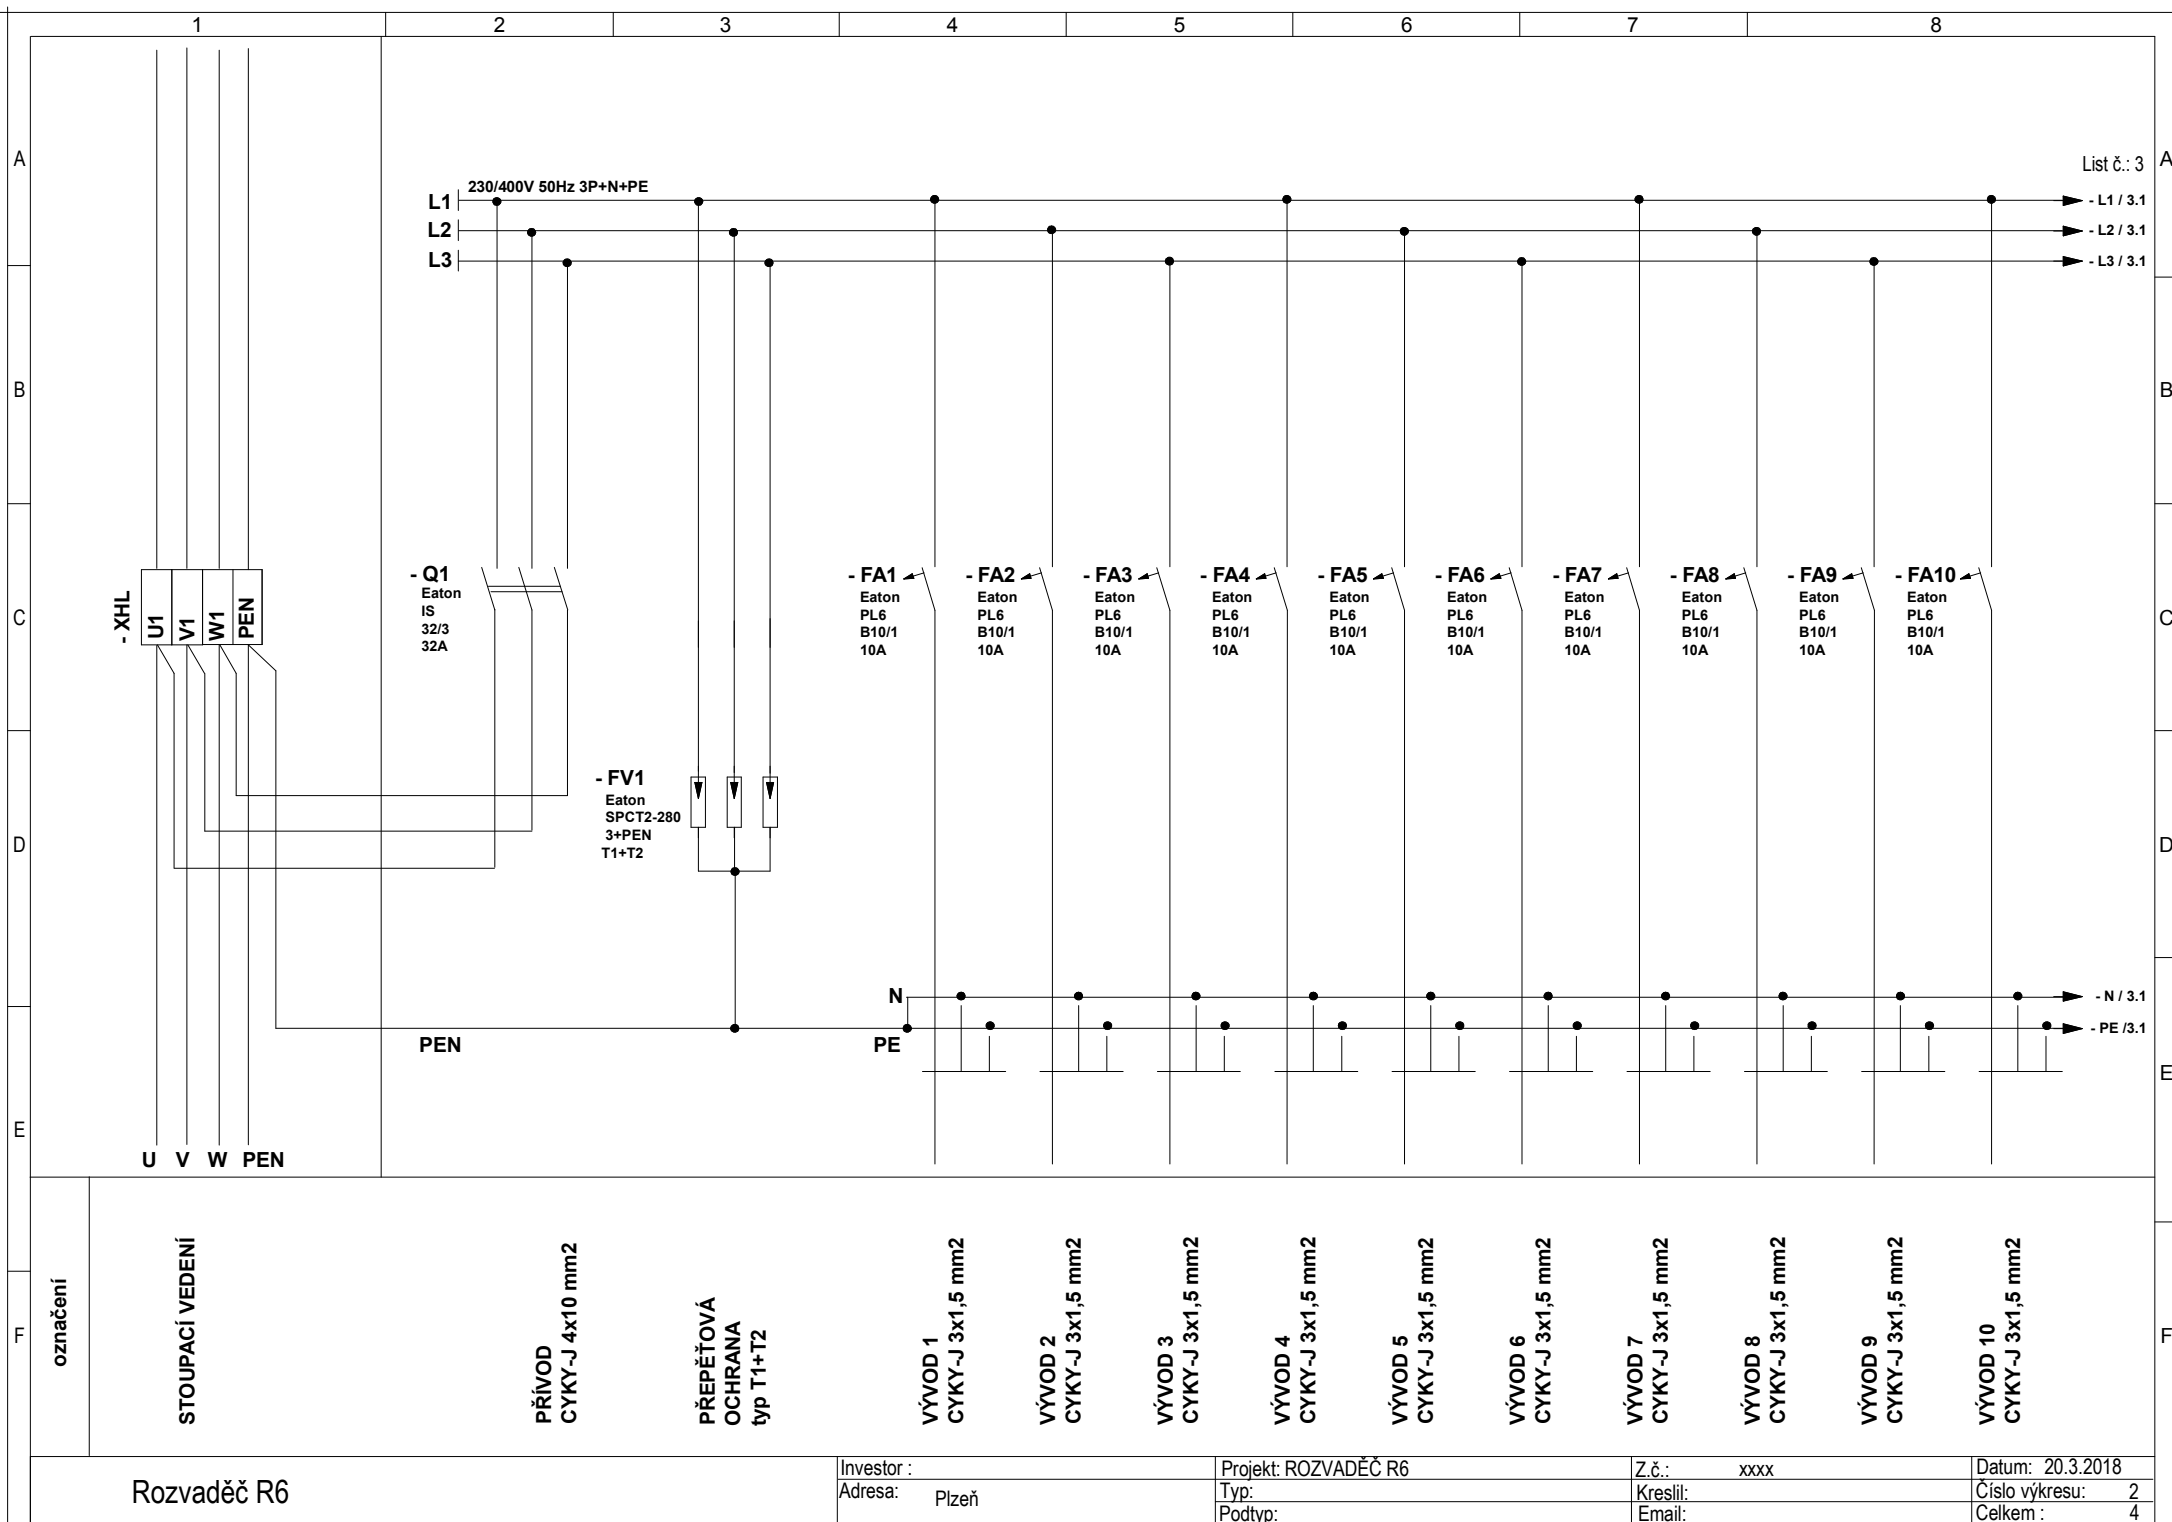 1 2 3 4 5 6 7 8
A
B
C
D
E
F
A
B
C
D
E
F
List č.: 3
230/400V 50Hz 3P+N+PE
L1
L2
L3
- L1 / 3.1
- L2 / 3.1
- L3 / 3.1
- XHL
U1
V1
W1
PEN
- Q1
Eaton
IS
32/3
32A
- FV1
Eaton
SPCT2-280
3+PEN
T1+T2
- FA1
Eaton
PL6
B10/1
10A
- FA2
Eaton
PL6
B10/1
10A
- FA3
Eaton
PL6
B10/1
10A
- FA4
Eaton
PL6
B10/1
10A
- FA5
Eaton
PL6
B10/1
10A
- FA6
Eaton
PL6
B10/1
10A
- FA7
Eaton
PL6
B10/1
10A
- FA8
Eaton
PL6
B10/1
10A
- FA9
Eaton
PL6
B10/1
10A
- FA10
Eaton
PL6
B10/1
10A
N
PE
PEN
- N / 3.1
- PE /3.1
U V W PEN
označení
STOUPACÍ VEDENÍ
PŘÍVOD
CYKY-J 4x10 mm2
PŘEPĚŤOVÁ
OCHRANA
typ T1+T2
VÝVOD 1
CYKY-J 3x1,5 mm2
VÝVOD 2
CYKY-J 3x1,5 mm2
VÝVOD 3
CYKY-J 3x1,5 mm2
VÝVOD 4
CYKY-J 3x1,5 mm2
VÝVOD 5
CYKY-J 3x1,5 mm2
VÝVOD 6
CYKY-J 3x1,5 mm2
VÝVOD 7
CYKY-J 3x1,5 mm2
VÝVOD 8
CYKY-J 3x1,5 mm2
VÝVOD 9
CYKY-J 3x1,5 mm2
VÝVOD 10
CYKY-J 3x1,5 mm2
Rozvaděč R6
Investor :
Adresa: Plzeň
Projekt: ROZVADĚČ R6
Typ:
Podtyp:
Z.č.: xxxx
Kreslil:
Email:
Datum: 20.3.2018
Číslo výkresu: 2
Celkem : 4